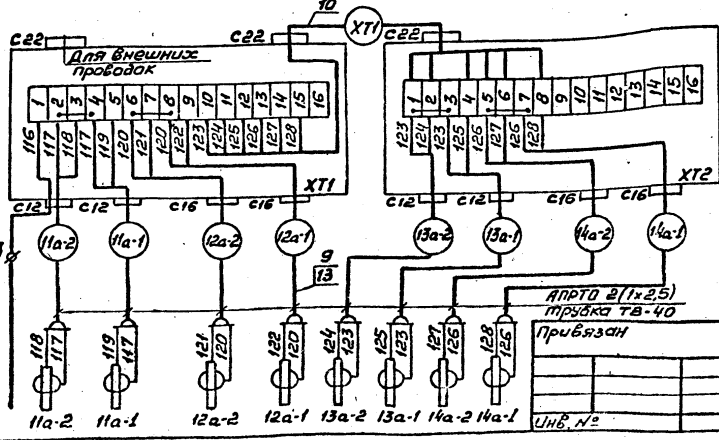 10
ХТ1
С22
С22
С22
Для внешних
проводок
1 2 3 4 5 6 7 8 9 10 11 12 13 14 15 16
1 2 3 4 5 6 7 8 9 10 11 12 13 14 15 16
116 117 118 117 119 120 121 120 122 123 124 125 126 127 128
123 124 123 125 126 127 126 128
ХТ1
ХТ2
С12 С12 С16 С16
С12 С12 С16 С16
11а-2 11а-1 12а-2 12а-1 13а-2 13а-1 14а-2 14а-1
9
13
АПРТО 2(1х2,5)
трубка ТВ-40
Привязан
118 117 119 117 121 120 122 120 124 123 125 123 127 126 128 126
11а-2 11а-1 12а-2 12а-1 13а-2 13а-1 14а-2 14а-1
Инв. №